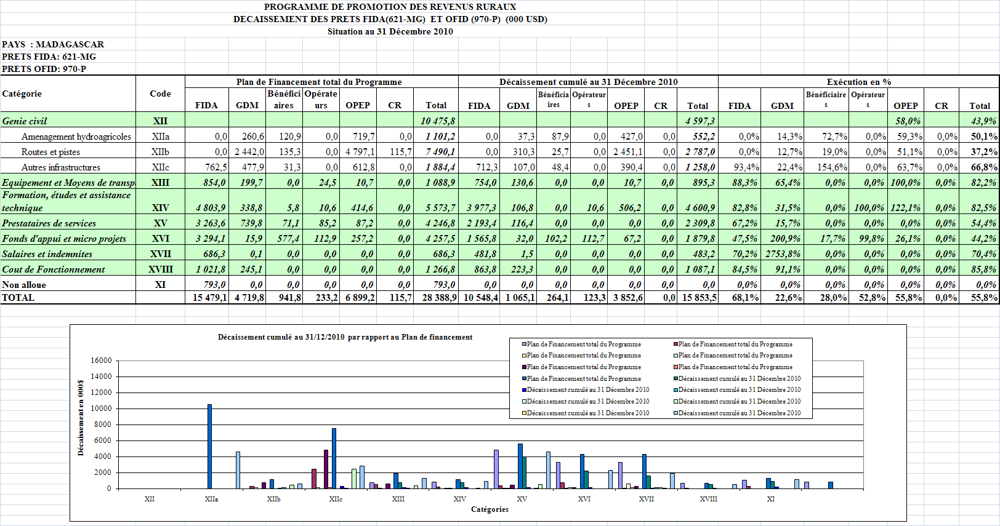 PROGRAMME DE PROMOTION DES REVENUS RURAUX
DECAISSEMENT DES PRETS FIDA(621-MG) ET OFID (970-P) (000 USD)
Situation au 31 Décembre 2010
PAYS : MADAGASCAR
PRETS FIDA: 621-MG
PRETS OFID: 970-P
Catégorie Code Plan de Financement total du Programme Décaissement cumulé au 31 Décembre 2010 Exécution en %
FIDA GDM Bénéficiaires Opérateurs OPEP CR Total FIDA GDM Bénéficiaires Opérateurs OPEP CR Total FIDA GDM Bénéficiaires Opérateurs OPEP CR Total
Genie civil XII 10 475,8 4 597,3 58,0% 43,9%
Amenagement hydroagricoles XIIa 0,0 260,6 120,9 0,0 719,7 0,0 1 101,2 0,0 37,3 87,9 0,0 427,0 0,0 552,2 0,0% 14,3% 72,7% 0,0% 59,3% 0,0% 50,1%
Routes et pistes XIIb 0,0 2 442,0 135,3 0,0 4 797,1 115,7 7 490,1 0,0 310,3 25,7 0,0 2 451,1 0,0 2 787,0 0,0% 12,7% 19,0% 0,0% 51,1% 0,0% 37,2%
Autres infrastructures XIIc 762,5 477,9 31,3 0,0 612,8 0,0 1 884,4 712,3 107,0 48,4 0,0 390,4 0,0 1 258,0 93,4% 22,4% 154,6% 0,0% 63,7% 0,0% 66,8%
Equipement et Moyens de transp XIII 854,0 199,7 0,0 24,5 10,7 0,0 1 088,9 754,0 130,6 0,0 0,0 10,7 0,0 895,3 88,3% 65,4% 0,0% 0,0% 100,0% 0,0% 82,2%
Formation, études et assistance
technique XIV 4 803,9 338,8 5,8 10,6 414,6 0,0 5 573,7 3 977,3 106,8 0,0 10,6 506,2 0,0 4 600,9 82,8% 31,5% 0,0% 100,0% 122,1% 0,0% 82,5%
Prestataires de services XV 3 263,6 739,8 71,1 85,2 87,2 0,0 4 246,8 2 193,4 116,4 0,0 0,0 0,0 0,0 2 309,8 67,2% 15,7% 0,0% 0,0% 0,0% 0,0% 54,4%
Fonds d'appui et micro projets XVI 3 294,1 15,9 577,4 112,9 257,2 0,0 4 257,5 1 565,8 32,0 102,2 112,7 67,2 0,0 1 879,8 47,5% 200,9% 17,7% 99,8% 26,1% 0,0% 44,2%
Salaires et indemnites XVII 686,3 0,1 0,0 0,0 0,0 0,0 686,3 481,8 1,5 0,0 0,0 0,0 0,0 483,2 70,2% 2753,8% 0,0% 0,0% 0,0% 0,0% 70,4%
Cout de Fonctionnement XVIII 1 021,8 245,1 0,0 0,0 0,0 0,0 1 266,8 863,8 223,3 0,0 0,0 0,0 0,0 1 087,1 84,5% 91,1% 0,0% 0,0% 0,0% 0,0% 85,8%
Non alloue XI 793,0 0,0 0,0 0,0 0,0 0,0 793,0 0,0 0,0 0,0 0,0 0,0 0,0 0,0 0,0% 0,0% 0,0% 0,0% 0,0% 0,0% 0,0%
TOTAL 15 479,1 4 719,8 941,8 233,2 6 899,2 115,7 28 388,9 10 548,4 1 065,1 264,1 123,3 3 852,6 0,0 15 853,5 68,1% 22,6% 28,0% 52,8% 55,8% 0,0% 55,8%
Décaissement cumulé au 31/12/2010 par rapport au Plan de financement
Plan de Financement total du Programme Plan de Financement total du Programme
Plan de Financement total du Programme Plan de Financement total du Programme
Plan de Financement total du Programme Plan de Financement total du Programme
Plan de Financement total du Programme Décaissement cumulé au 31 Décembre 2010
Décaissement cumulé au 31 Décembre 2010 Décaissement cumulé au 31 Décembre 2010
Décaissement cumulé au 31 Décembre 2010 Décaissement cumulé au 31 Décembre 2010
Décaissement cumulé au 31 Décembre 2010 Décaissement cumulé au 31 Décembre 2010
Décaissement en 000$
16000
14000
12000
10000
8000
6000
4000
2000
0
XII XIIa XIIb XIIc XIII XIV XV XVI XVII XVIII XI
Catégories